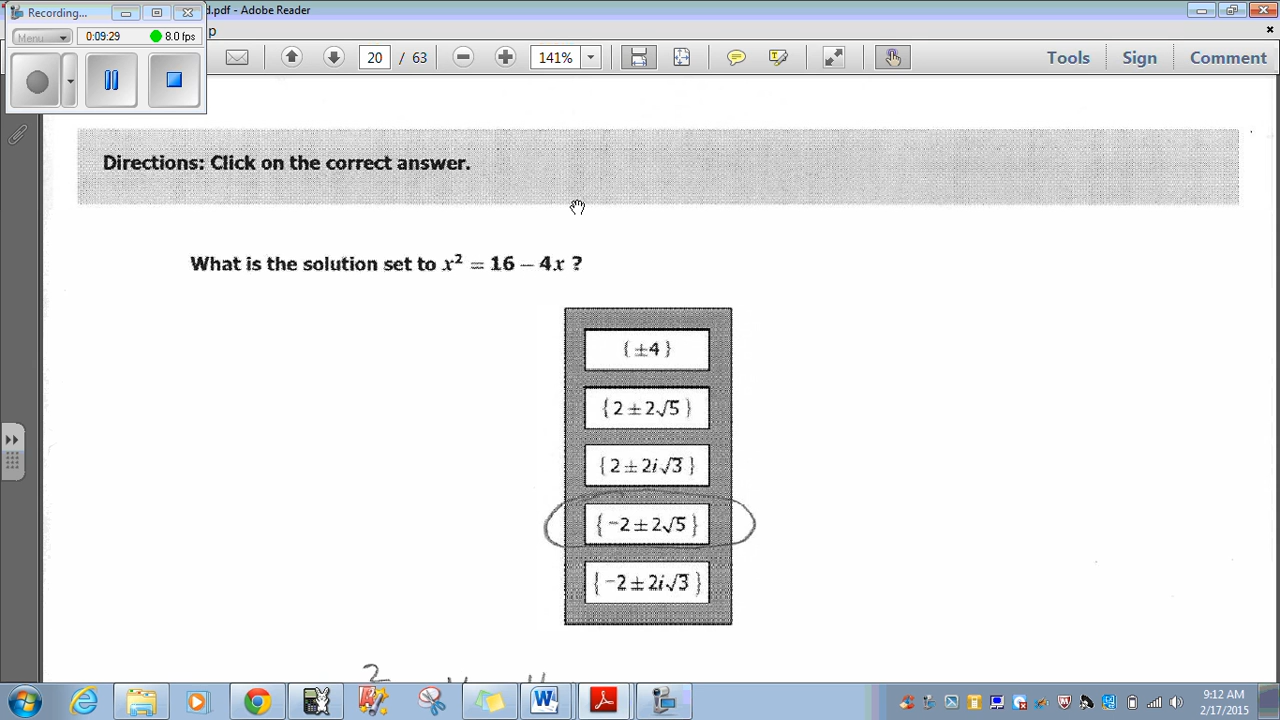 Recording...
d.pdf - Adobe Reader
Menu
0:09:29
8.0 fps
p
20 / 63
141%
Tools
Sign
Comment
Directions: Click on the correct answer.
What is the solution set to x² = 16 − 4x ?
{ ±4 }
{ 2 ± 2√5 }
{ 2 ± 2i√3 }
{ ⁻2 ± 2√5 }
{ ⁻2 ± 2i√3 }
2
9:12 AM
2/17/2015